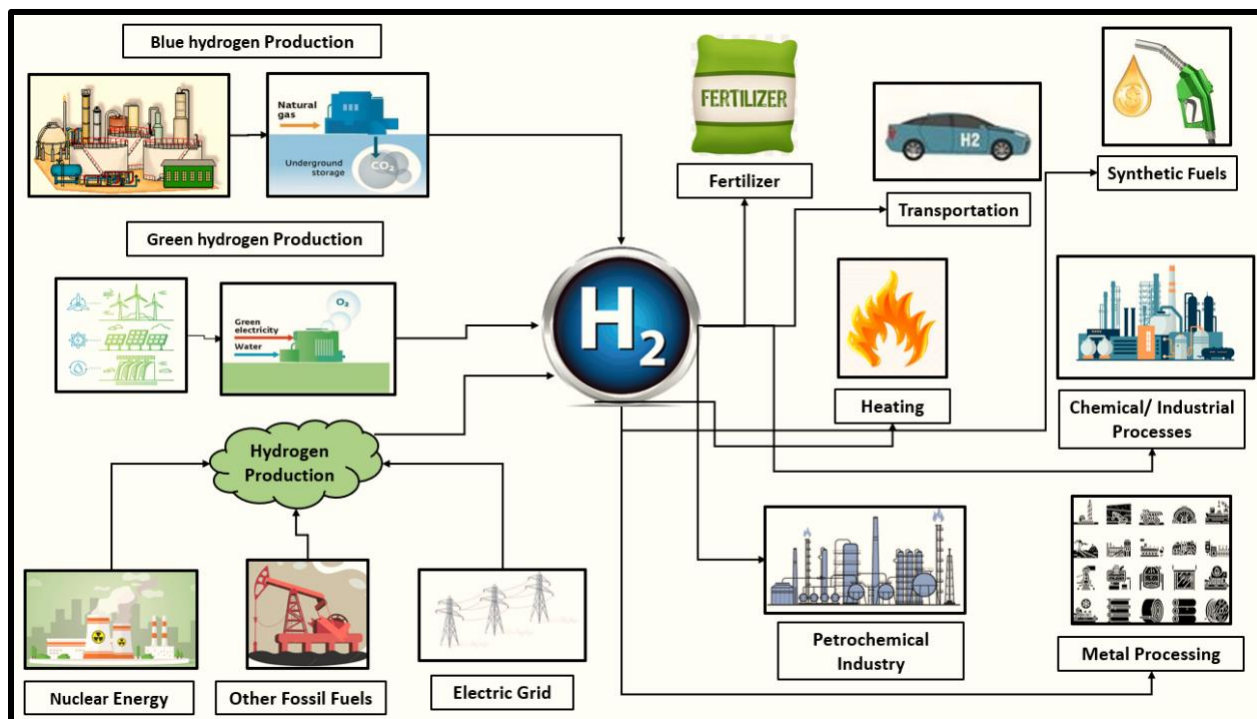 Blue hydrogen Production
Natural
gas
Underground
storage
CO₂
Green hydrogen Production
Green
electricity
Water
O₂
Hydrogen
Production
Nuclear Energy
Other Fossil Fuels
Electric Grid
H₂
FERTILIZER
Fertilizer
H2
Transportation
S
Synthetic Fuels
Heating
Chemical/ Industrial
Processes
Petrochemical
Industry
Metal Processing